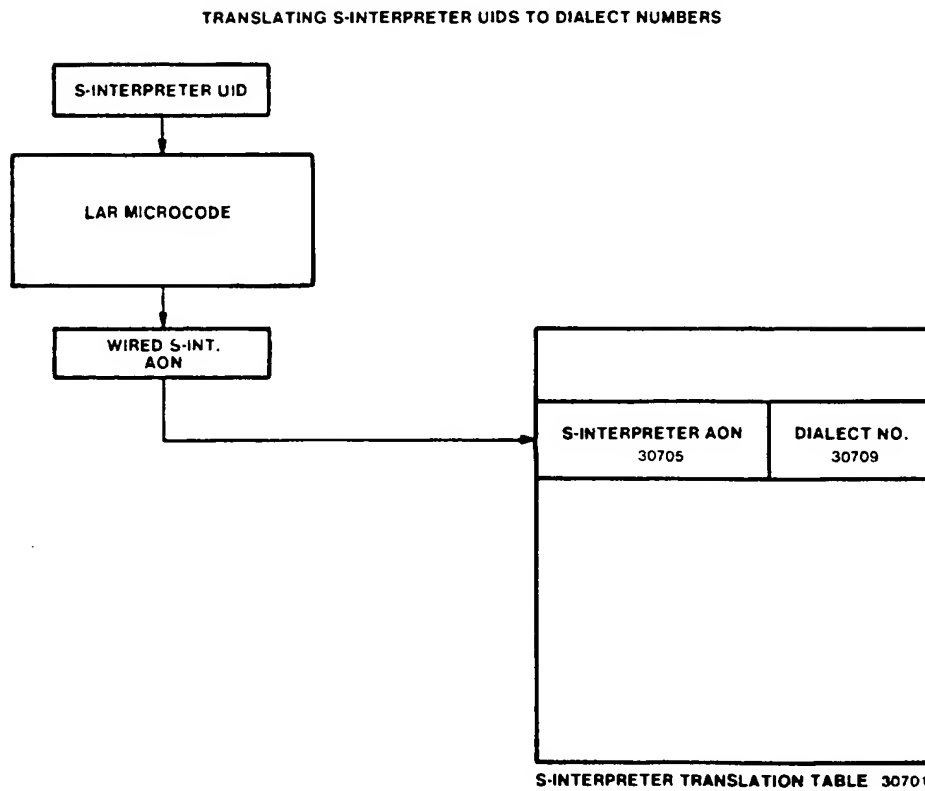 TRANSLATING S-INTERPRETER UIDS TO DIALECT NUMBERS
S-INTERPRETER UID
LAR MICROCODE
WIRED S-INT.
AON
S-INTERPRETER AON
30705
DIALECT NO.
30709
S-INTERPRETER TRANSLATION TABLE 30701